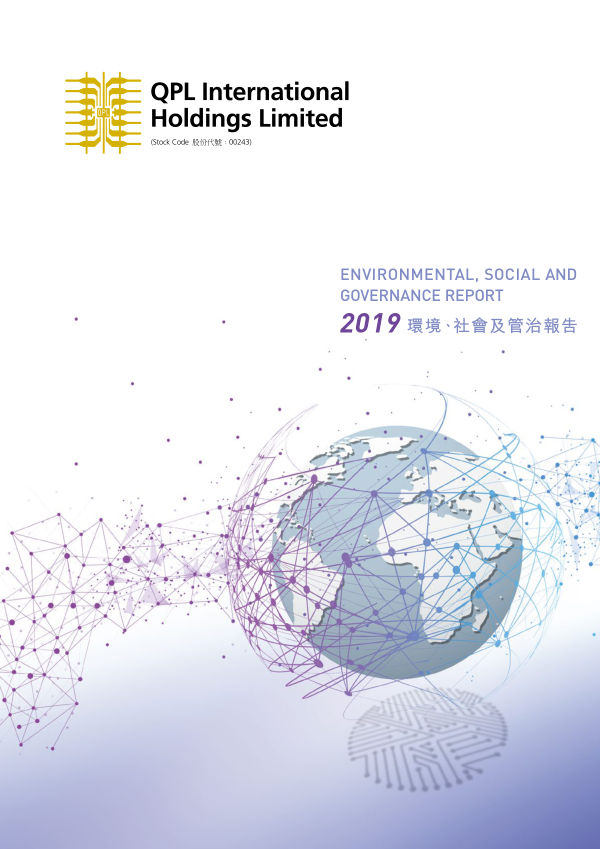 QPL
QPL International
Holdings Limited
(Stock Code 股份代號：00243)
ENVIRONMENTAL, SOCIAL AND
GOVERNANCE REPORT
2019 環境、社會及管治報告